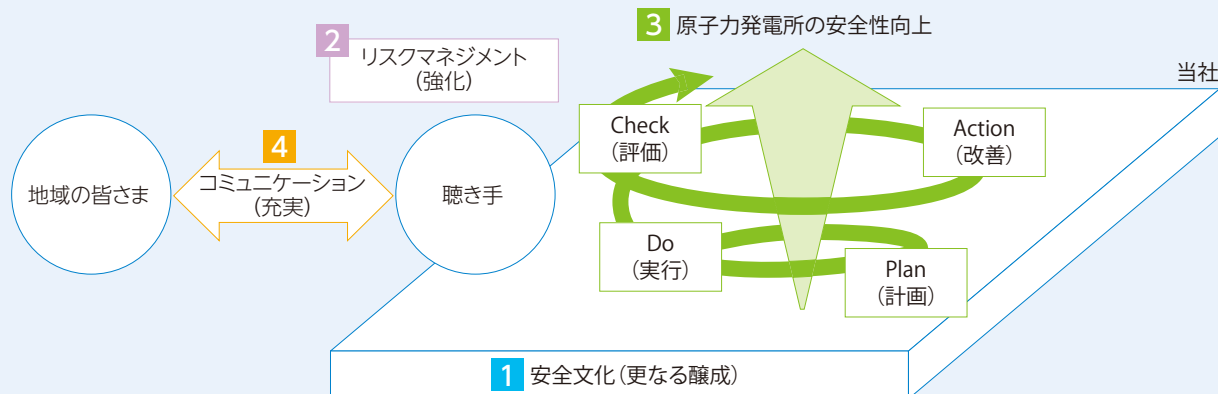 3 原子力発電所の安全性向上
2
リスクマネジメント
(強化)
当社
Check
(評価)
Action
(改善)
4
コミュニケーション
(充実)
地域の皆さま
聴き手
Do
(実行)
Plan
(計画)
1 安全文化(更なる醸成)